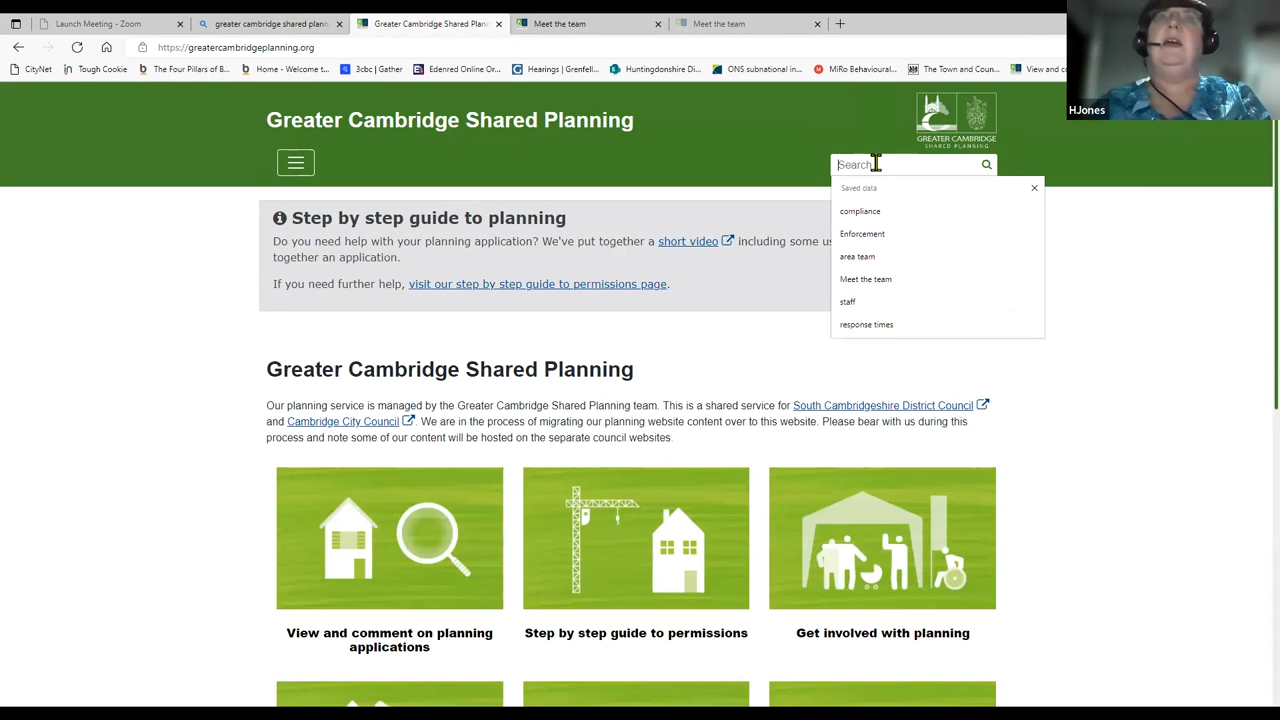 Launch Meeting - Zoom
greater cambridge shared plann
Greater Cambridge Shared Plann
Meet the team
Meet the team
https://greatercambridgeplanning.org
CityNet
Tough Cookie
The Four Pillars of B...
Home - Welcome t...
3cbc | Gather
Edenred Online Or...
Hearings | Grenfell...
Huntingdonshire Di...
ONS subnational in...
MiRo Behavioural...
The Town and Coun...
View and co
HJones
Greater Cambridge Shared Planning
GREATER CAMBRIDGE
SHARED PLANNING
Search
Saved data
compliance
Enforcement
area team
Meet the team
staff
response times
Step by step guide to planning
Do you need help with your planning application? We've put together a short video including some us
together an application.
If you need further help, visit our step by step guide to permissions page.
Greater Cambridge Shared Planning
Our planning service is managed by the Greater Cambridge Shared Planning team. This is a shared service for South Cambridgeshire District Council
and Cambridge City Council. We are in the process of migrating our planning website content over to this website. Please bear with us during this
process and note some of our content will be hosted on the separate council websites.
View and comment on planning
applications
Step by step guide to permissions
Get involved with planning